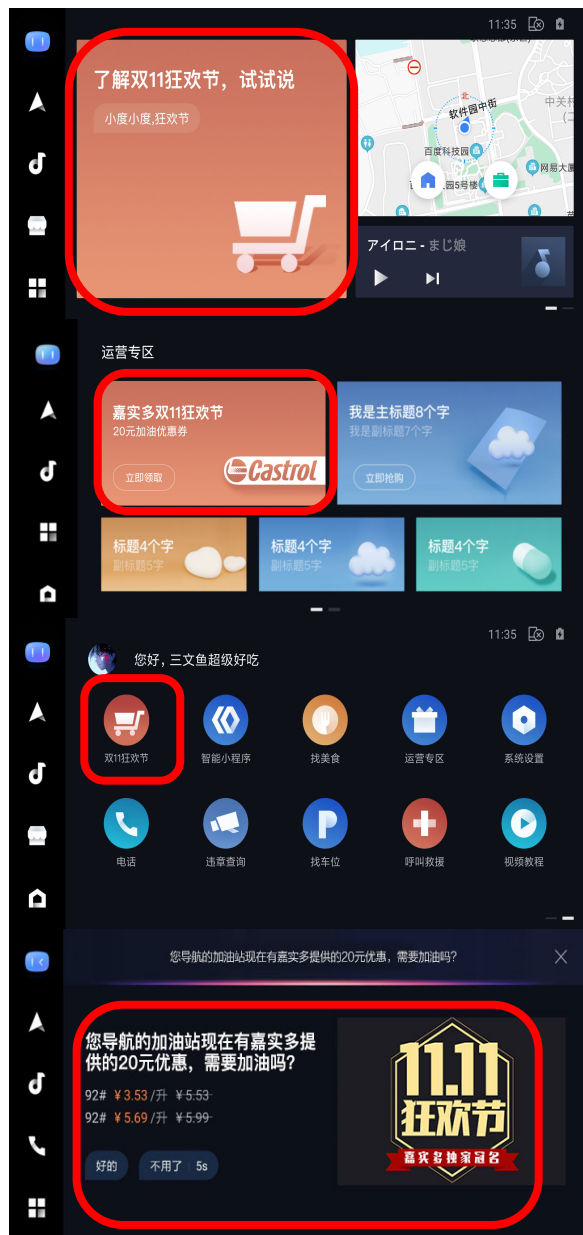 11:35
了解双11狂欢节，试试说
小度小度,狂欢节
北
软件园中街
中关村
百度科技园
网易大厦
园5号楼
アイロニ - まじ娘
运营专区
嘉实多双11狂欢节
20元加油优惠券
立即领取
Castrol
我是主标题8个字
我是副标题7个字
立即抢购
标题4个字
副标题5字
标题4个字
副标题5字
标题4个字
副标题5字
11:35
您好，三文鱼超级好吃
双11狂欢节
智能小程序
找美食
运营专区
系统设置
电话
违章查询
找车位
呼叫救援
视频教程
您导航的加油站现在有嘉实多提供的20元优惠，需要加油吗?
您导航的加油站现在有嘉实多提
供的20元优惠，需要加油吗?
92# ¥3.53/升 ¥5.53
92# ¥5.69/升 ¥5.99
好的
不用了 5s
11.11
狂欢节
嘉实多独家冠名